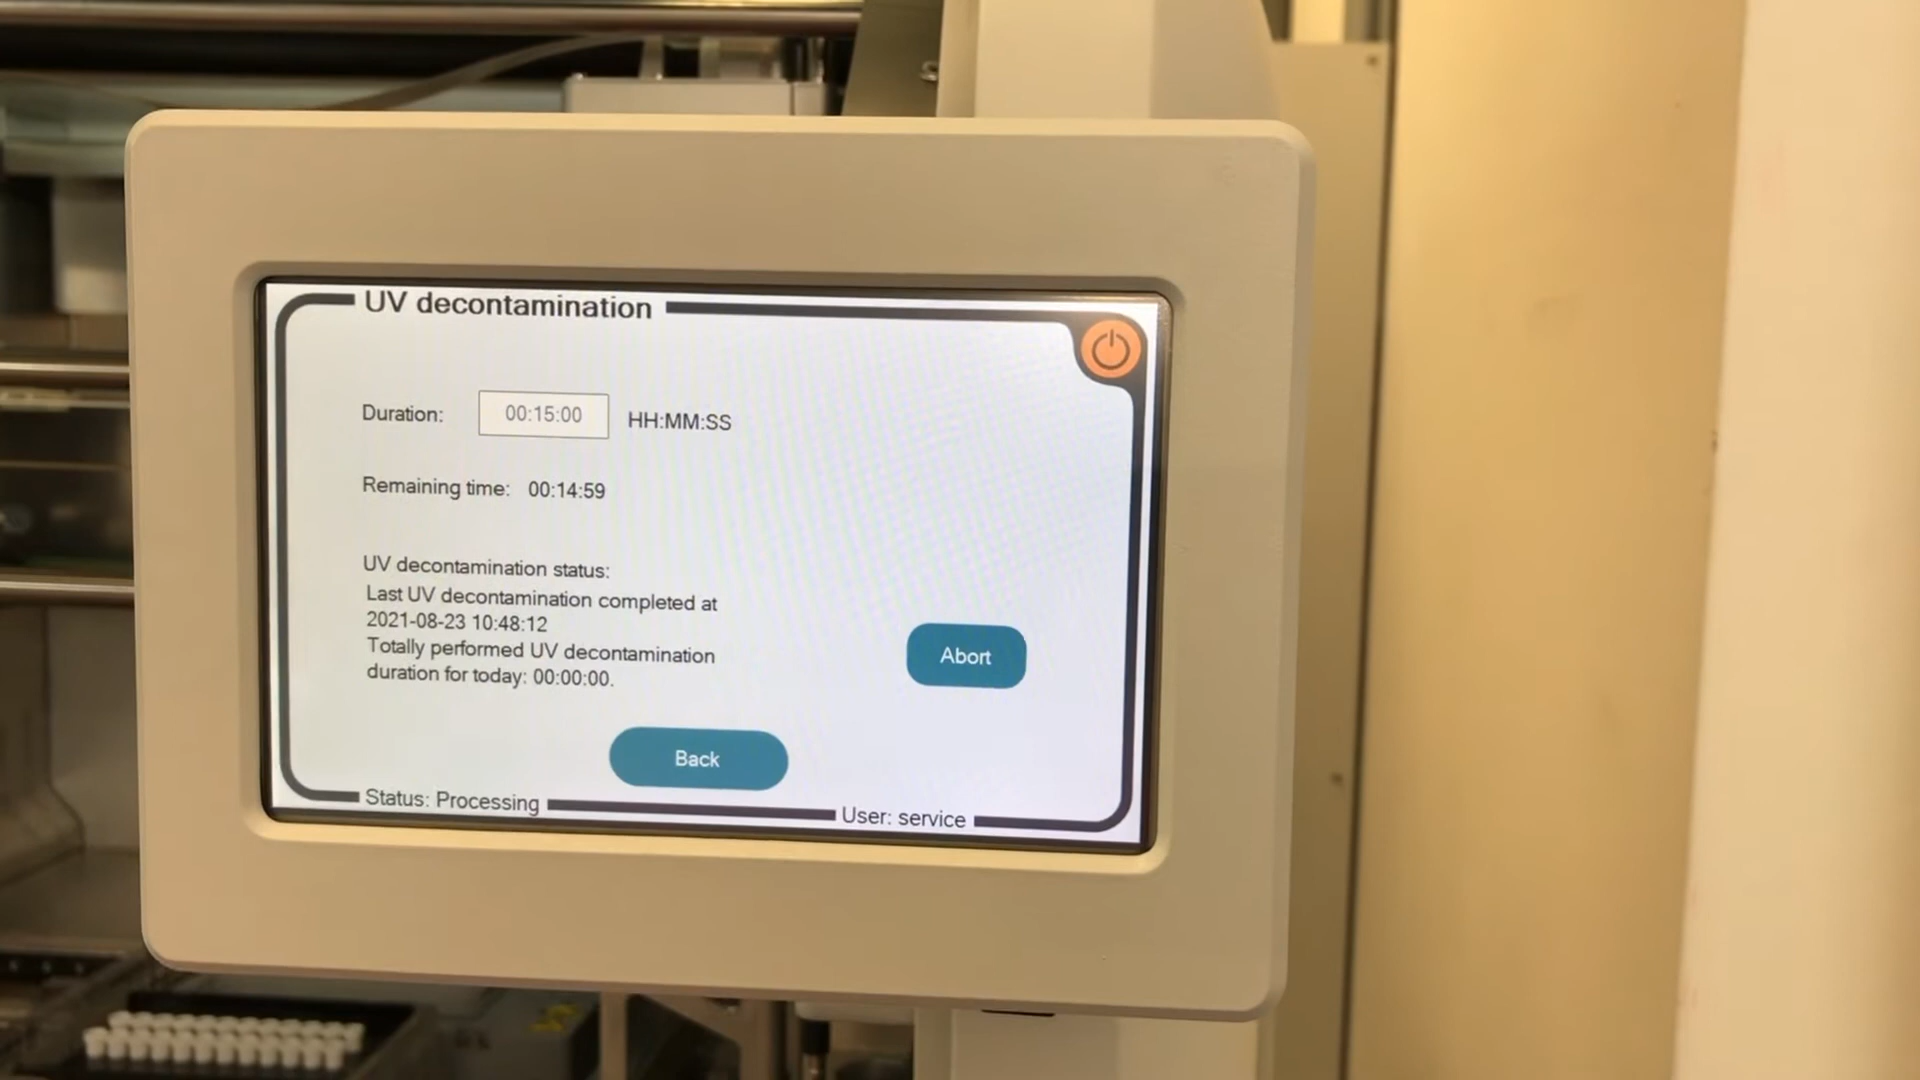 UV decontamination
Duration: 00:15:00 HH:MM:SS
Remaining time: 00:14:59
UV decontamination status:
Last UV decontamination completed at
2021-08-23 10:48:12
Totally performed UV decontamination
duration for today: 00:00:00.
Abort
Back
Status: Processing
User: service